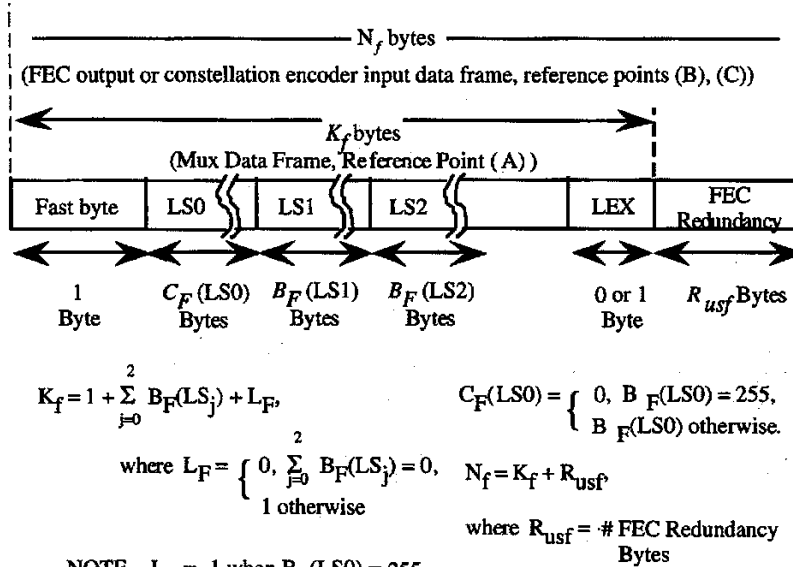 N_f bytes
(FEC output or constellation encoder input data frame, reference points (B), (C))
K_f bytes
(Mux Data Frame, Reference Point ( A ) )
Fast byte LS0 LS1 LS2 LEX FEC Redundancy
1 Byte
C_F (LS0) Bytes
B_F (LS1) Bytes
B_F (LS2) Bytes
0 or 1 Byte
R_usf Bytes
K_f = 1 + 2 Σ j=0 B_F(LS_j) + L_F,
where L_F = { 0, 2 Σ j=0 B_F(LS_j) = 0,
1 otherwise
C_F(LS0) = { 0, B_F(LS0) = 255,
B_F(LS0) otherwise.
N_f = K_f + R_usf,
where R_usf = # FEC Redundancy
Bytes
NOTE